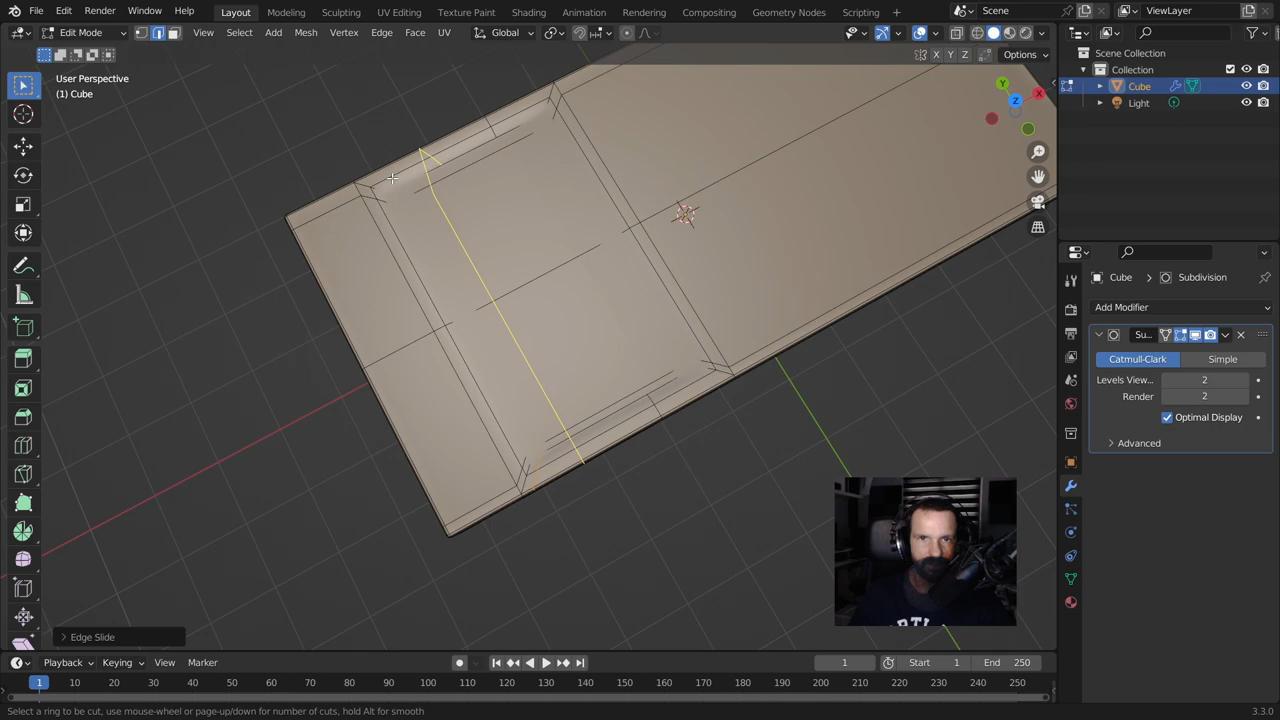 File Edit Render Window Help Layout Modeling Sculpting UV Editing Texture Paint Shading Animation Rendering Compositing Geometry Nodes Scripting + Scene ViewLayer
Edit Mode View Select Add Mesh Vertex Edge Face UV Global
X Y Z Options
User Perspective
(1) Cube
Y
X
Z
Scene Collection
Collection
Cube
Light
Cube > Subdivision
Add Modifier
Su...
Catmull-Clark Simple
Levels View... 2
Render 2
Optimal Display
Advanced
Edge Slide
Playback Keying View Marker 1 Start 1 End 250
1 10 20 30 40 50 60 70 80 90 100 110 120 130 140 150 160 170 180 190 200 210 220 230 240 250
Select a ring to be cut, use mouse-wheel or page-up/down for number of cuts, hold Alt for smooth 3.3.0